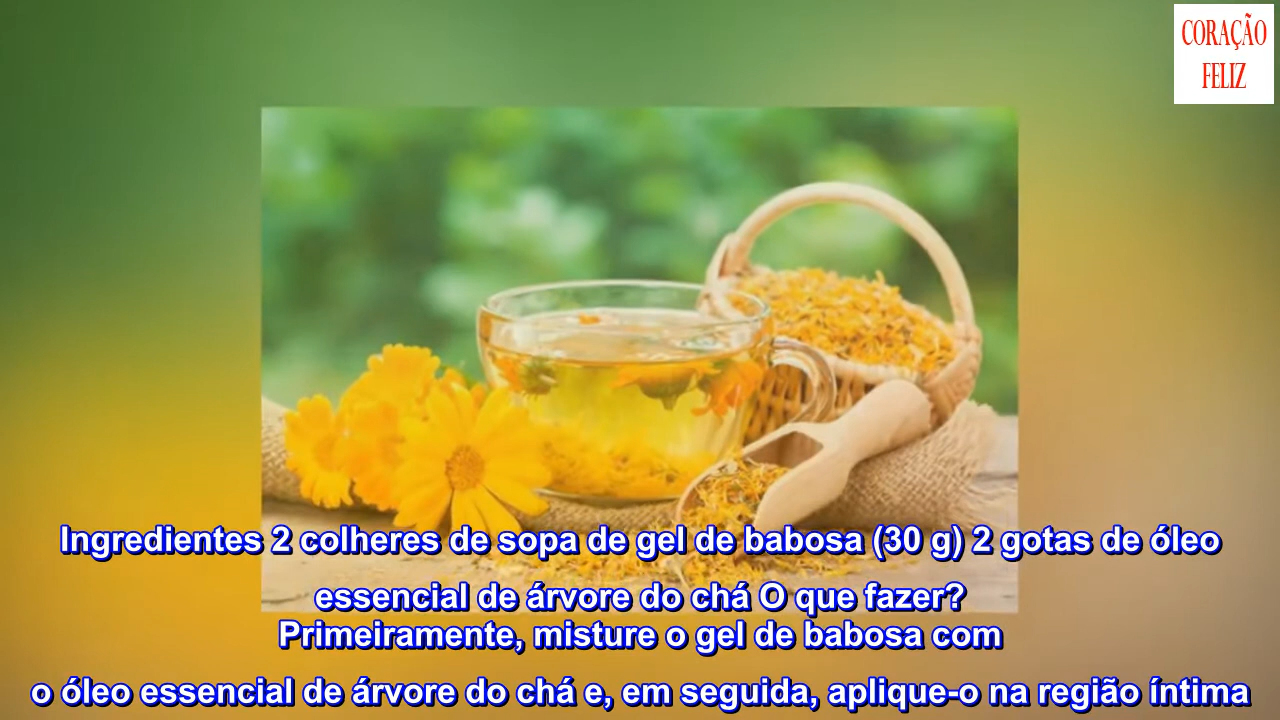 CORAÇÃO
FELIZ
Ingredientes 2 colheres de sopa de gel de babosa (30 g) 2 gotas de óleo
essencial de árvore do chá O que fazer?
Primeiramente, misture o gel de babosa com
o óleo essencial de árvore do chá e, em seguida, aplique-o na região íntima